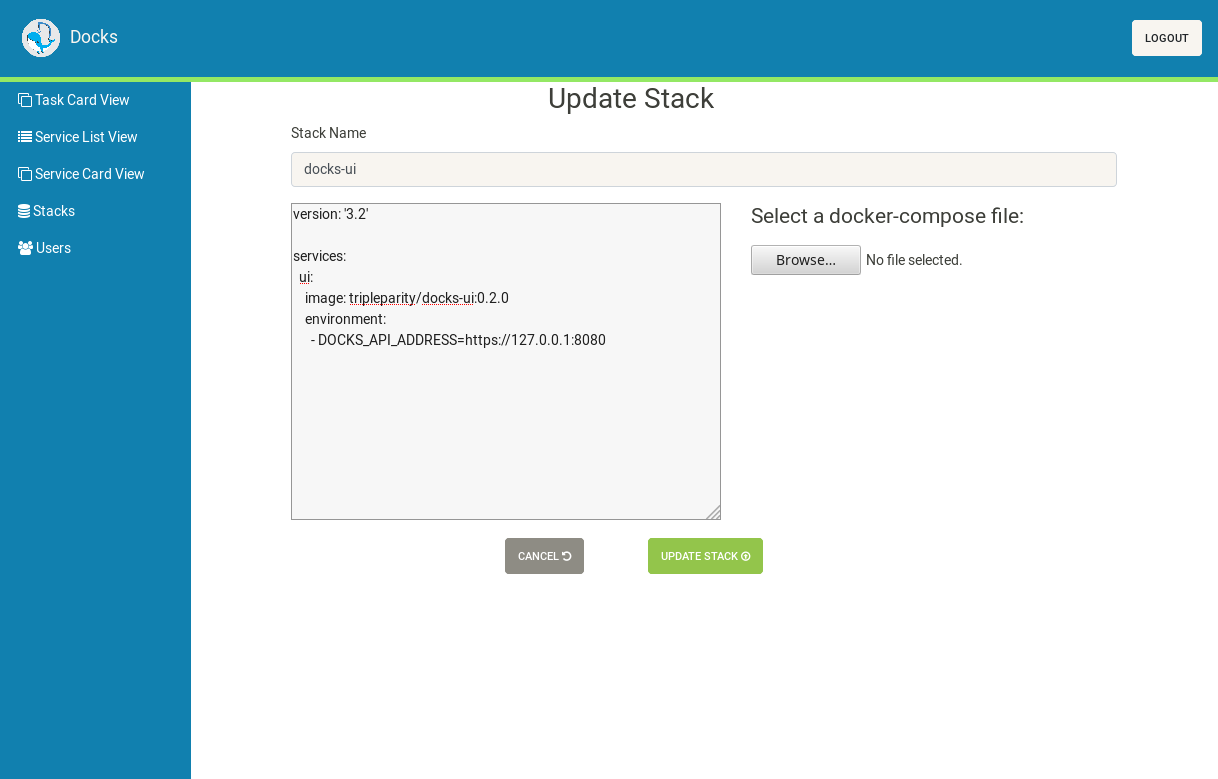 Docks
LOGOUT
Task Card View
Service List View
Service Card View
Stacks
Users
Update Stack
Stack Name
docks-ui
version: '3.2'
services:
ui:
image: tripleparity/docks-ui:0.2.0
environment:
- DOCKS_API_ADDRESS=https://127.0.0.1:8080
Select a docker-compose file:
Browse... No file selected.
CANCEL
UPDATE STACK